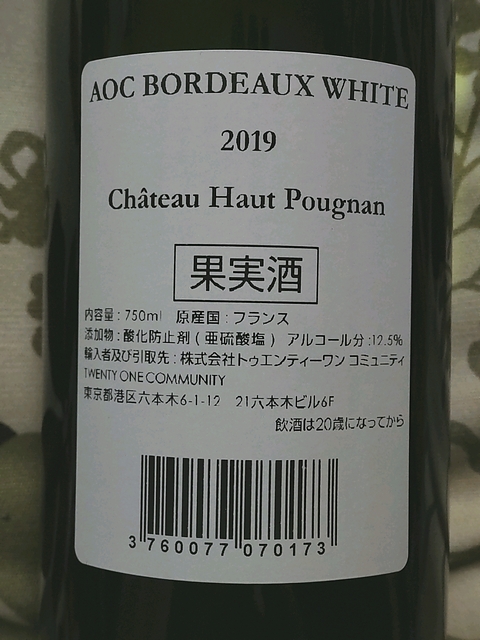 AOC BORDEAUX WHITE
2019
Château Haut Pougnan
果実酒
内容量：750ml 原産国：フランス
添加物：酸化防止剤（亜硫酸塩） アルコール分：12.5%
輸入者及び引取先：株式会社トゥエンティーワン コミュニティ
TWENTY ONE COMMUNITY
東京都港区六本木6-1-12 21六本木ビル6F
飲酒は20歳になってから
3 760077 070173